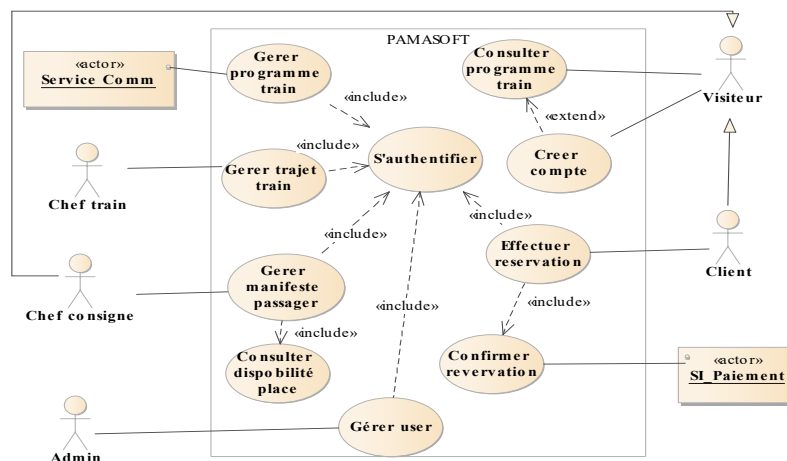 PAMASOFT
«actor»
Service Comm
Gerer
programme
train
Consulter
programme
train
Visiteur
«include»
«extend»
«include»
S'authentifier
Creer
compte
Chef train
Gerer trajet
train
«include»
«include»
Effectuer
reservation
Client
Gerer
manifeste
passager
Chef consigne
«include»
«include»
«include»
Consulter
dispobilité
place
Confirmer
revervation
«actor»
SI_Paiement
Gérer user
Admin